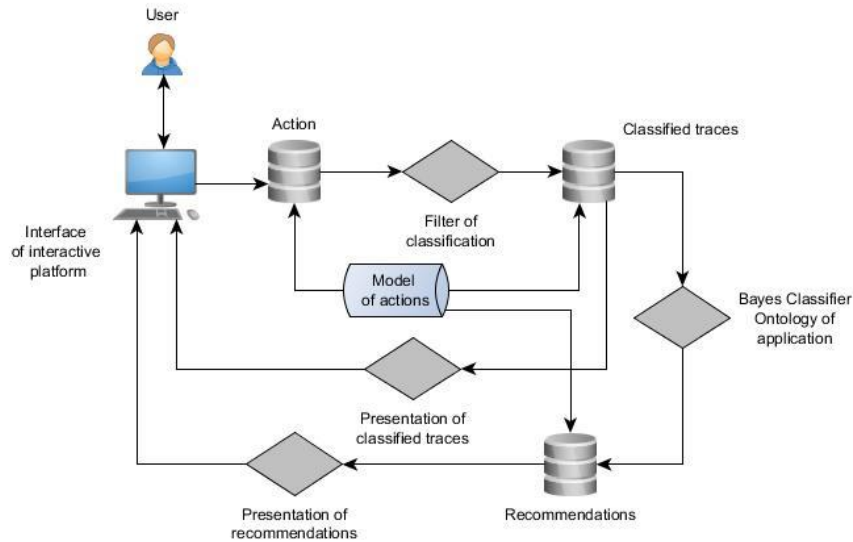 User
Action
Classified traces
Filter of
classification
Interface
of interactive
platform
Model
of actions
Bayes Classifier
Ontology of
application
Presentation of
classified traces
Presentation of
recommendations
Recommendations